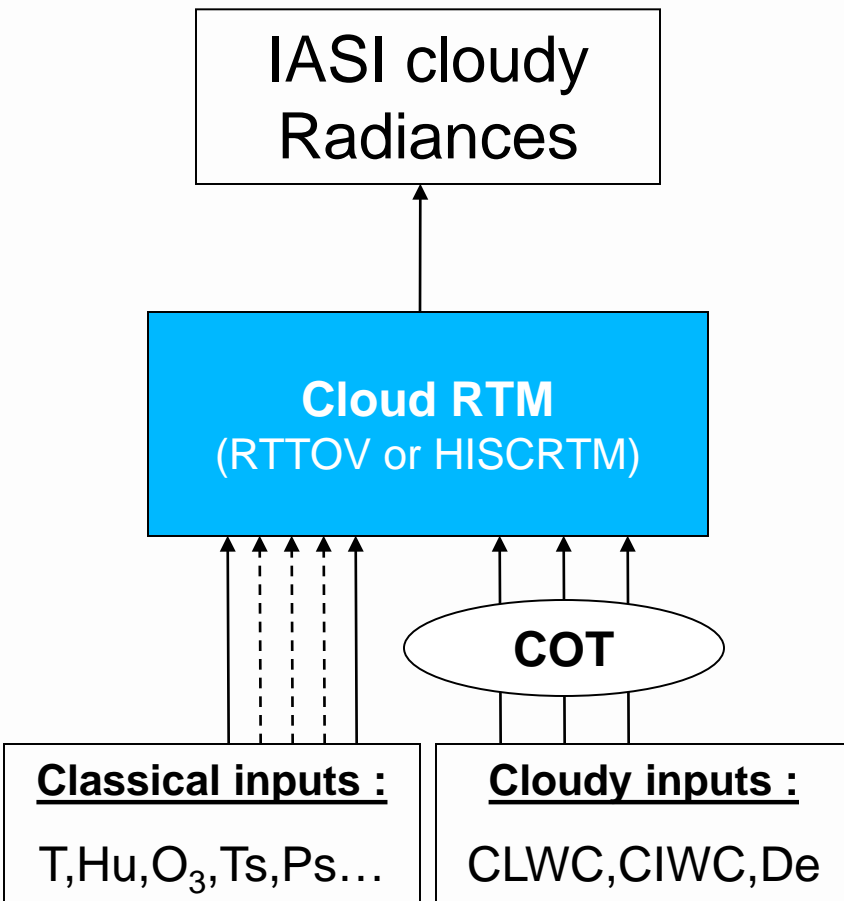 IASI cloudy
Radiances
Cloud RTM
(RTTOV or HISCRTM)
COT
Classical inputs :
T,Hu,O₃,Ts,Ps…
Cloudy inputs :
CLWC,CIWC,De